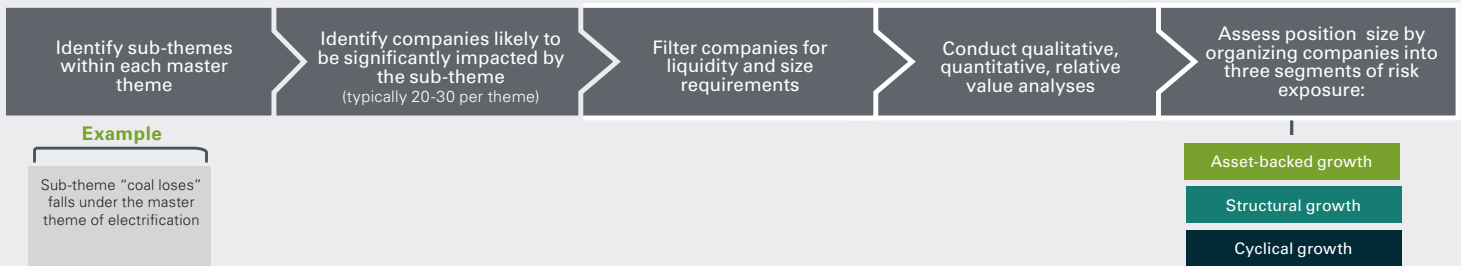 Identify sub-themes
within each master
theme
Identify companies likely to
be significantly impacted by
the sub-theme
(typically 20-30 per theme)
Filter companies for
liquidity and size
requirements
Conduct qualitative,
quantitative, relative
value analyses
Assess position size by
organizing companies into
three segments of risk
exposure:
Example
Sub-theme “coal loses”
falls under the master
theme of electrification
Asset-backed growth
Structural growth
Cyclical growth